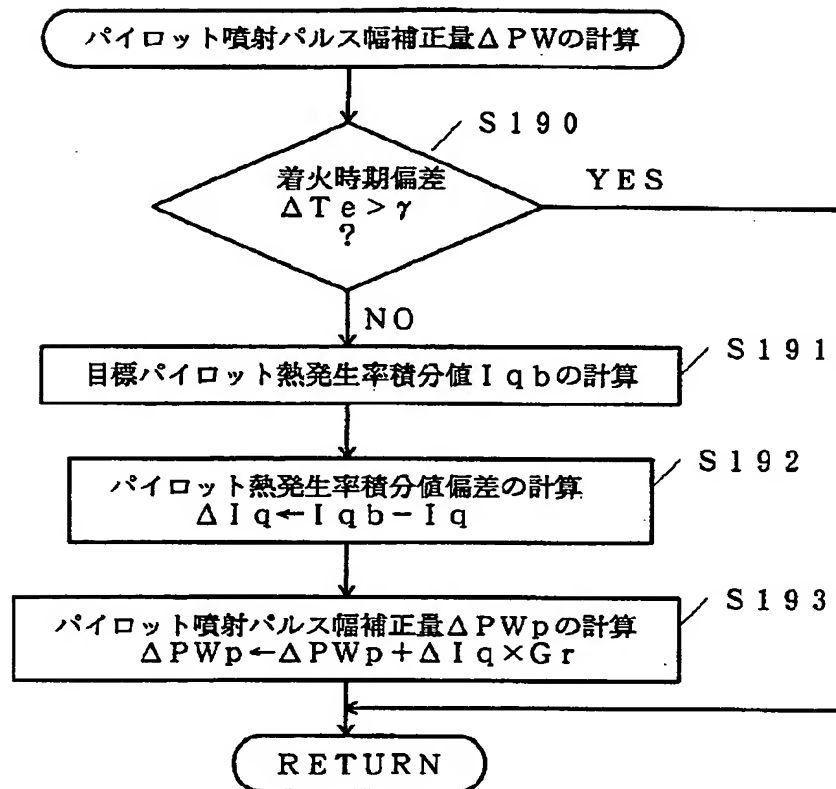 パイロット噴射パルス幅補正量ΔPWの計算
S190
着火時期偏差
ΔTe>γ
?
YES
NO
S191
目標パイロット熱発生率積分値Iqbの計算
S192
パイロット熱発生率積分値偏差の計算
ΔIq←Iqb−Iq
S193
パイロット噴射パルス幅補正量ΔPWpの計算
ΔPWp←ΔPWp+ΔIq×Gr
RETURN